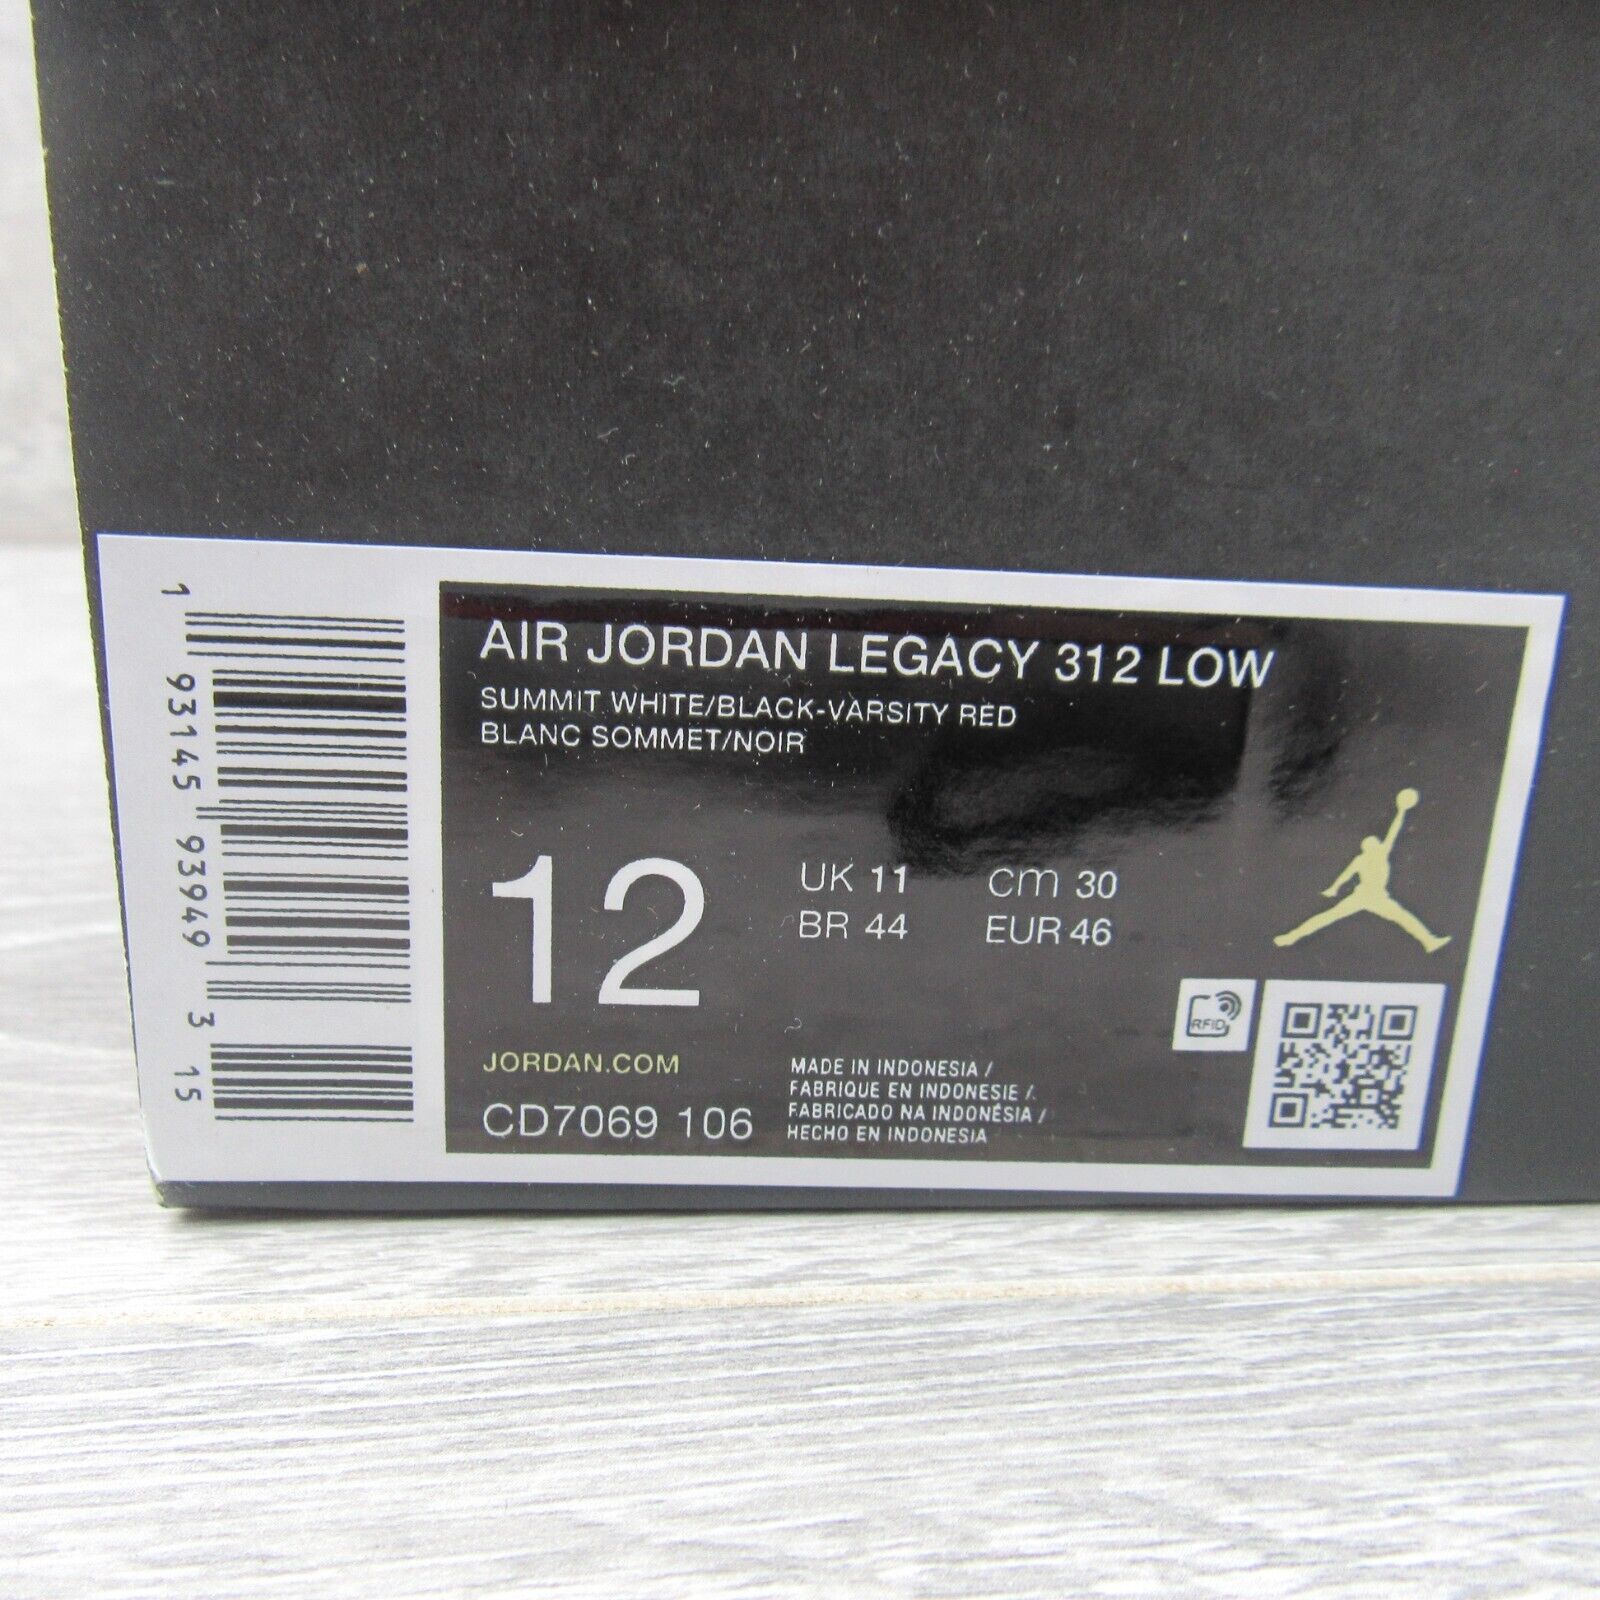 AIR JORDAN LEGACY 312 LOW
SUMMIT WHITE/BLACK-VARSITY RED
BLANC SOMMET/NOIR
12
UK 11 cm 30
BR 44 EUR 46
RFID
JORDAN.COM
CD7069 106
MADE IN INDONESIA /
FABRIQUE EN INDONESIE /
FABRICADO NA INDONÉSIA /
HECHO EN INDONESIA
1 93145 93949 3 15